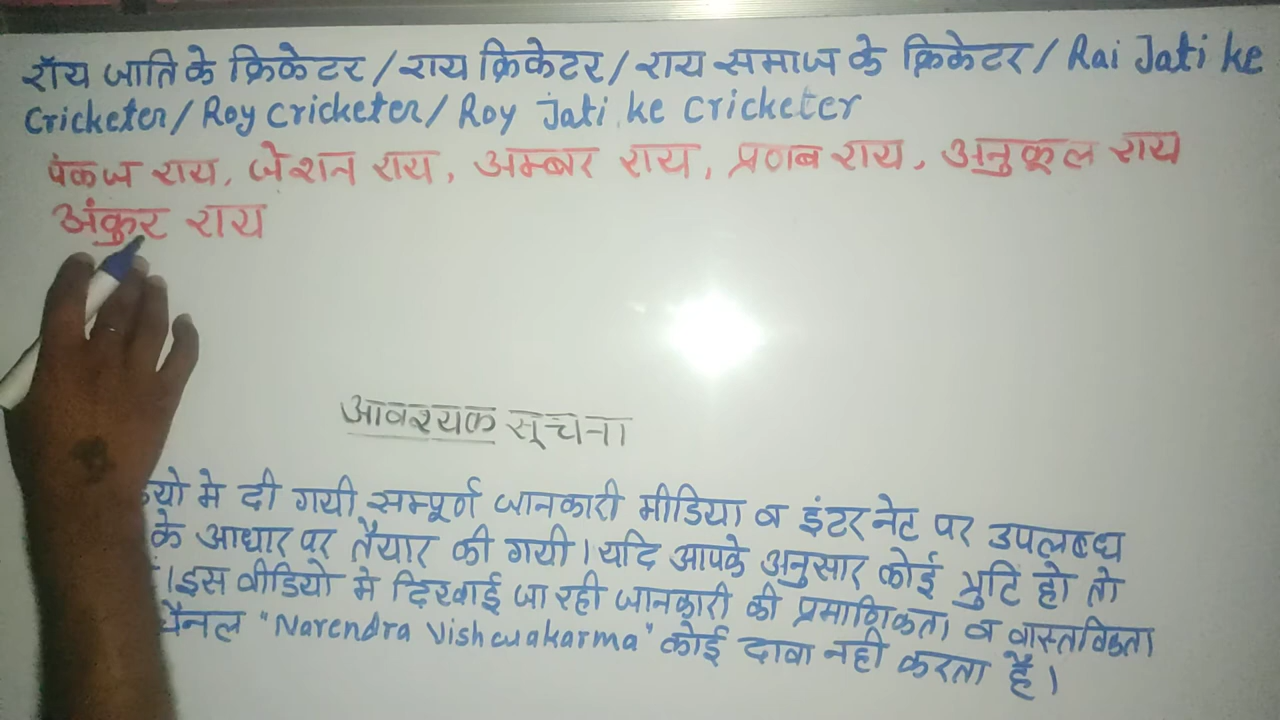 रॉय जाति के क्रिकेटर / राय क्रिकेटर / राय समाज के क्रिकेटर / Rai Jati ke
Cricketer / Roy Cricketer / Roy Jati ke Cricketer
पंकज राय, जेशन राय, अम्बर राय, प्रणब राय, अनुकूल राय
अंकुर राय
आवश्यक सूचना
मे दी गयी सम्पूर्ण जानकारी मीडिया व इंटरनेट पर उपलबध
के आधार पर तैयार की गयी। यदि आपके अनुसार कोई त्रुटि हो तो
। इस वीडियो मे दिखाई जा रही जानकारी की प्रमाणिकता व वास्तविकता
चैनल "Narendra Vishwakarma" कोई दावा नही करता है।